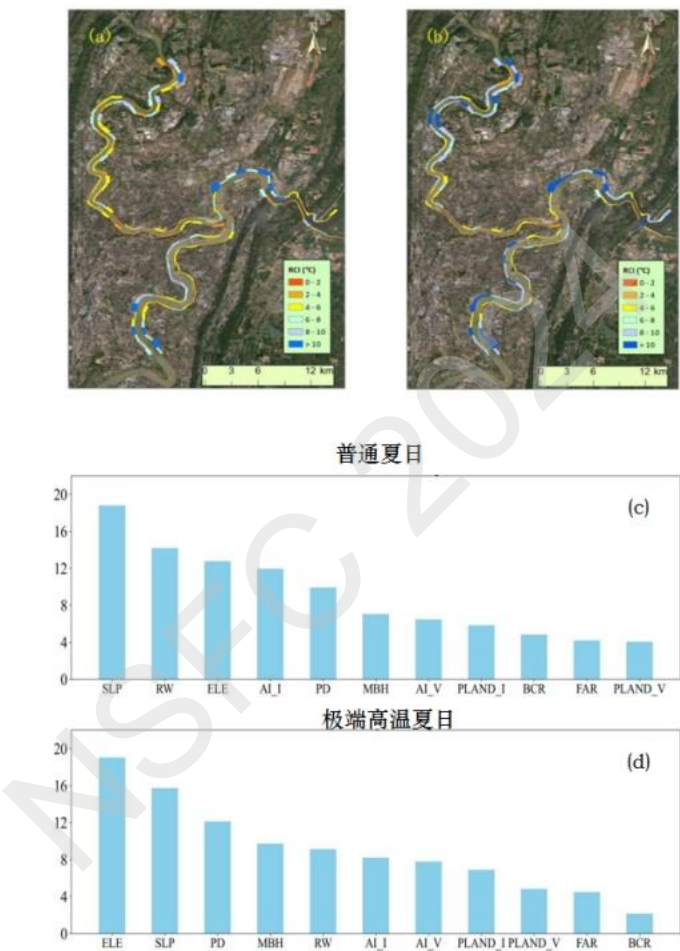 (a)
N
RCI (℃)
0 - 2
2 - 4
4 - 6
6 - 8
8 - 10
> 10
0 3 6 12 km
(b)
N
RCI (℃)
0 - 2
2 - 4
4 - 6
6 - 8
8 - 10
> 10
0 3 6 12 km
普通夏日
(c)
20
16
12
8
4
0
SLP RW ELE AI_I PD MBH AI_V PLAND_I BCR FAR PLAND_V
极端高温夏日
(d)
20
16
12
8
4
0
ELE SLP PD MBH RW AI_I AI_V PLAND_I PLAND_V FAR BCR
NSFC 2024